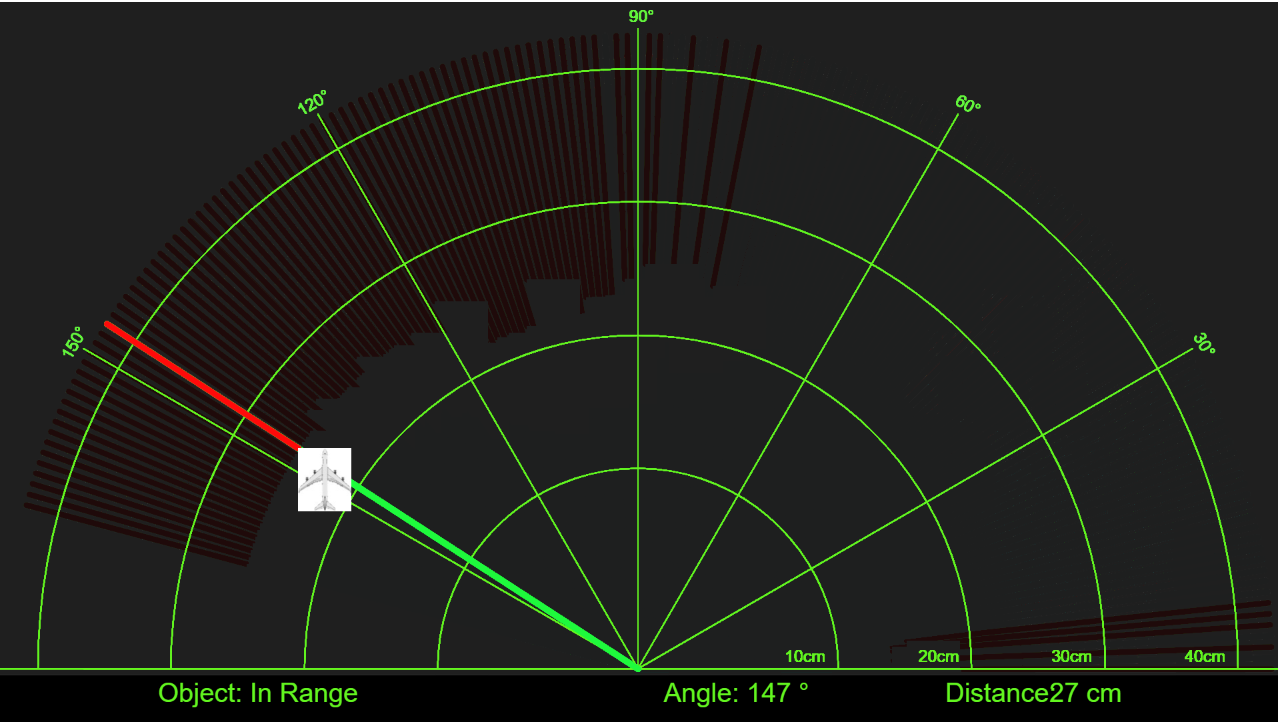 90°
120°
60°
150°
30°
10cm
20cm
30cm
40cm
Object: In Range
Angle: 147 °
Distance27 cm